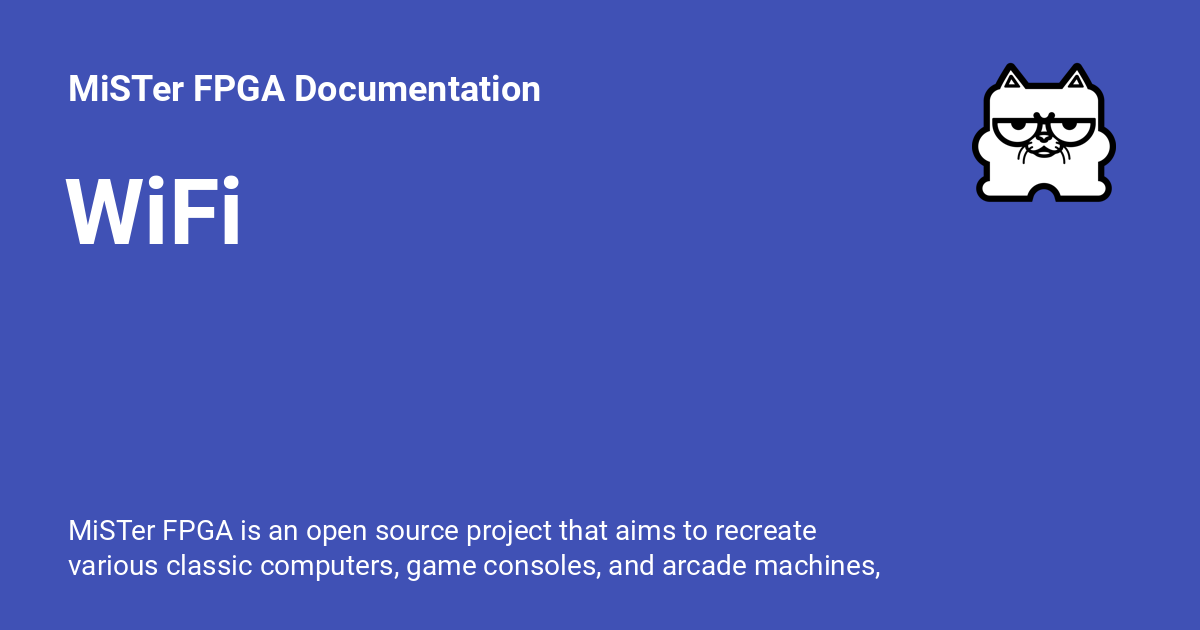 MiSTer FPGA Documentation
WiFi
MiSTer FPGA is an open source project that aims to recreate
various classic computers, game consoles, and arcade machines,